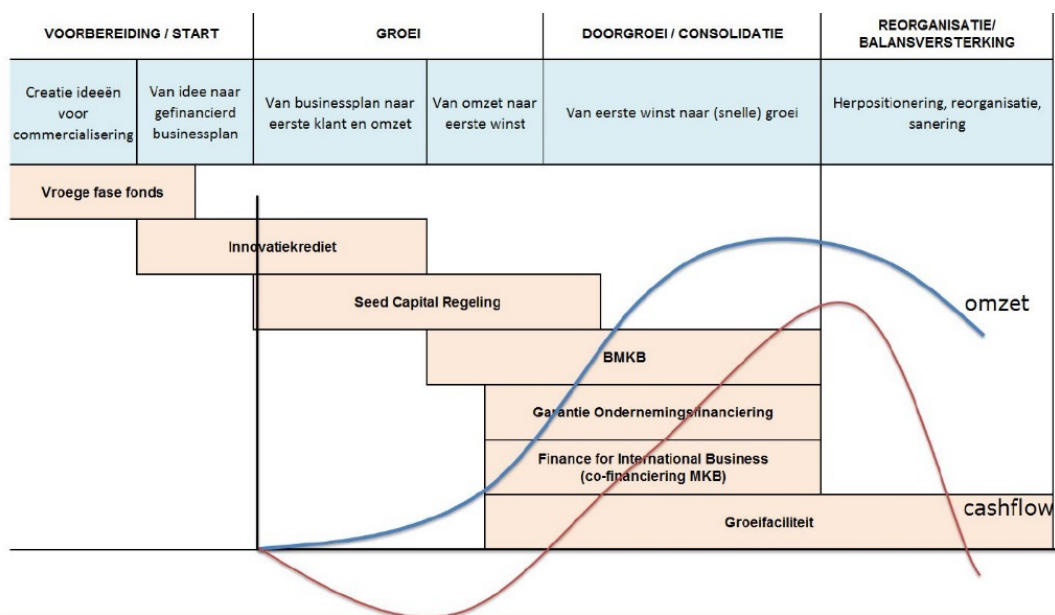 VOORBEREIDING / START
GROEI
DOORGROEI / CONSOLIDATIE
REORGANISATIE/
BALANSVERSTERKING
Creatie ideeën
voor
commercialisering
Van idee naar
gefinancierd
businessplan
Van businessplan naar
eerste klant en omzet
Van omzet naar
eerste winst
Van eerste winst naar (snelle) groei
Herpositionering, reorganisatie,
sanering
Vroege fase fonds
Innovatiekrediet
Seed Capital Regeling
omzet
BMKB
Garantie Ondernemingsfinanciering
Finance for International Business
(co-financiering MKB)
cashflow
Groeifaciliteit